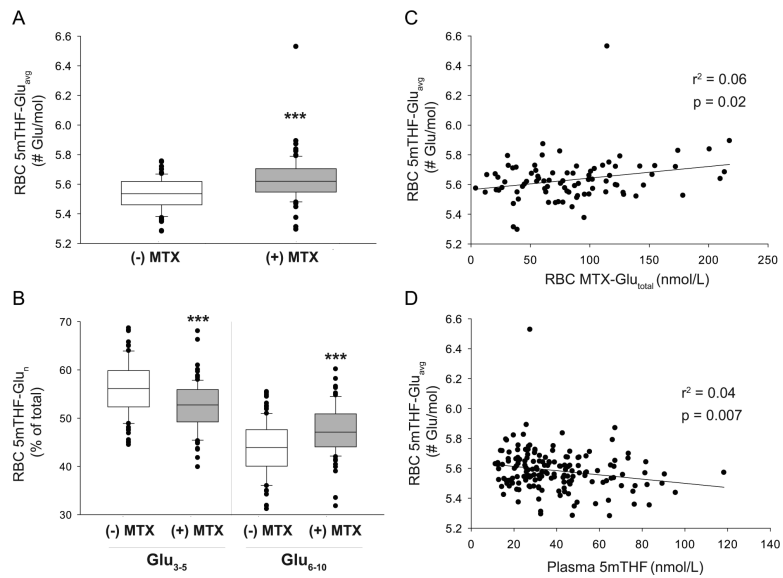 A
RBC 5mTHF-Glu_avg
(# Glu/mol)
6.6
6.4
6.2
6.0
5.8
5.6
5.4
5.2
***
(-) MTX
(+) MTX
B
RBC 5mTHF-Glu_n
(% of total)
70
60
50
40
30
***
***
(-) MTX
(+) MTX
(-) MTX
(+) MTX
Glu_3-5
Glu_6-10
C
RBC 5mTHF-Glu_avg
(# Glu/mol)
6.6
6.4
6.2
6.0
5.8
5.6
5.4
5.2
r² = 0.06
p = 0.02
0
50
100
150
200
250
RBC MTX-Glu_total (nmol/L)
D
RBC 5mTHF-Glu_avg
(# Glu/mol)
6.6
6.4
6.2
6.0
5.8
5.6
5.4
5.2
r² = 0.04
p = 0.007
0
20
40
60
80
100
120
140
Plasma 5mTHF (nmol/L)